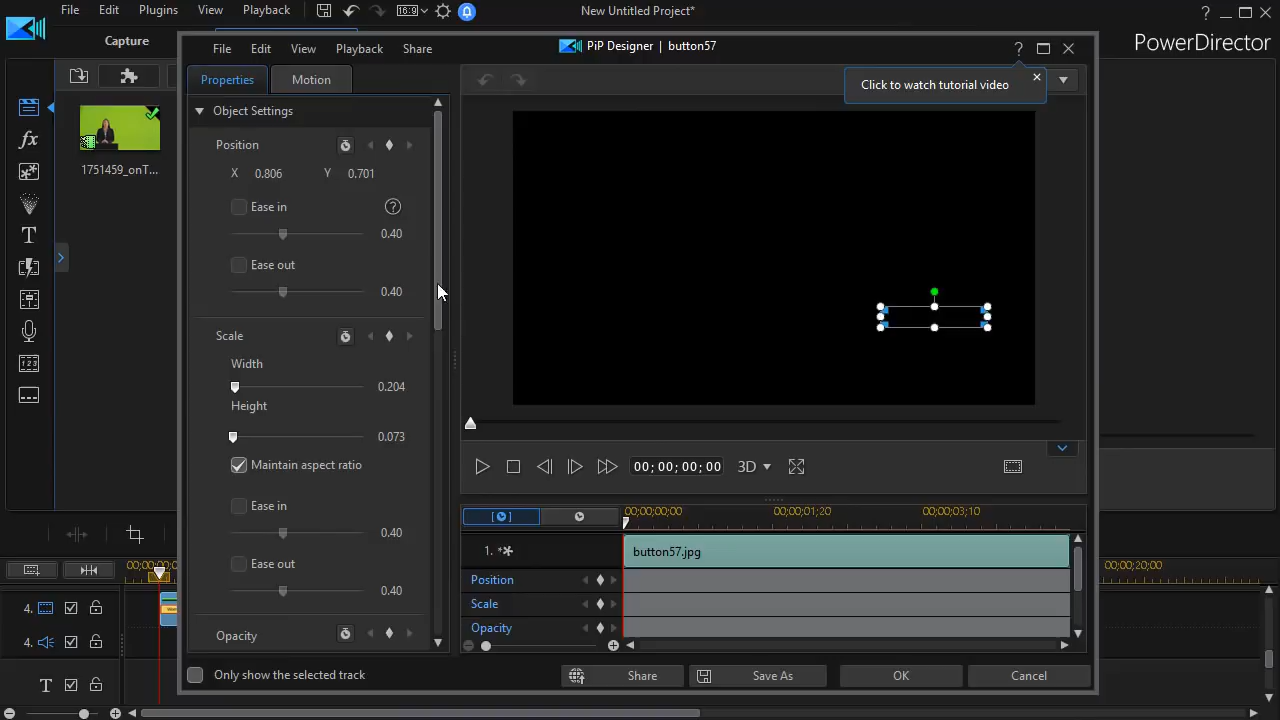 File Edit Plugins View Playback 16:9 New Untitled Project*
Capture
PowerDirector
File Edit View Playback Share PiP Designer | button57 ?
Properties Motion
Click to watch tutorial video
Object Settings
Position
X 0.806 Y 0.701
Ease in ?
0.40
Ease out
0.40
Scale
Width
0.204
Height
0.073
Maintain aspect ratio
Ease in
0.40
Ease out
0.40
Opacity
Only show the selected track
1751459_onT...
fx
T
00;00;00;00 3D
00;00;00;00 00;00;01;20 00;00;03;10
1. button57.jpg
Position
Scale
Opacity
Share Save As OK Cancel
00;00;20;00
4.
4.
T